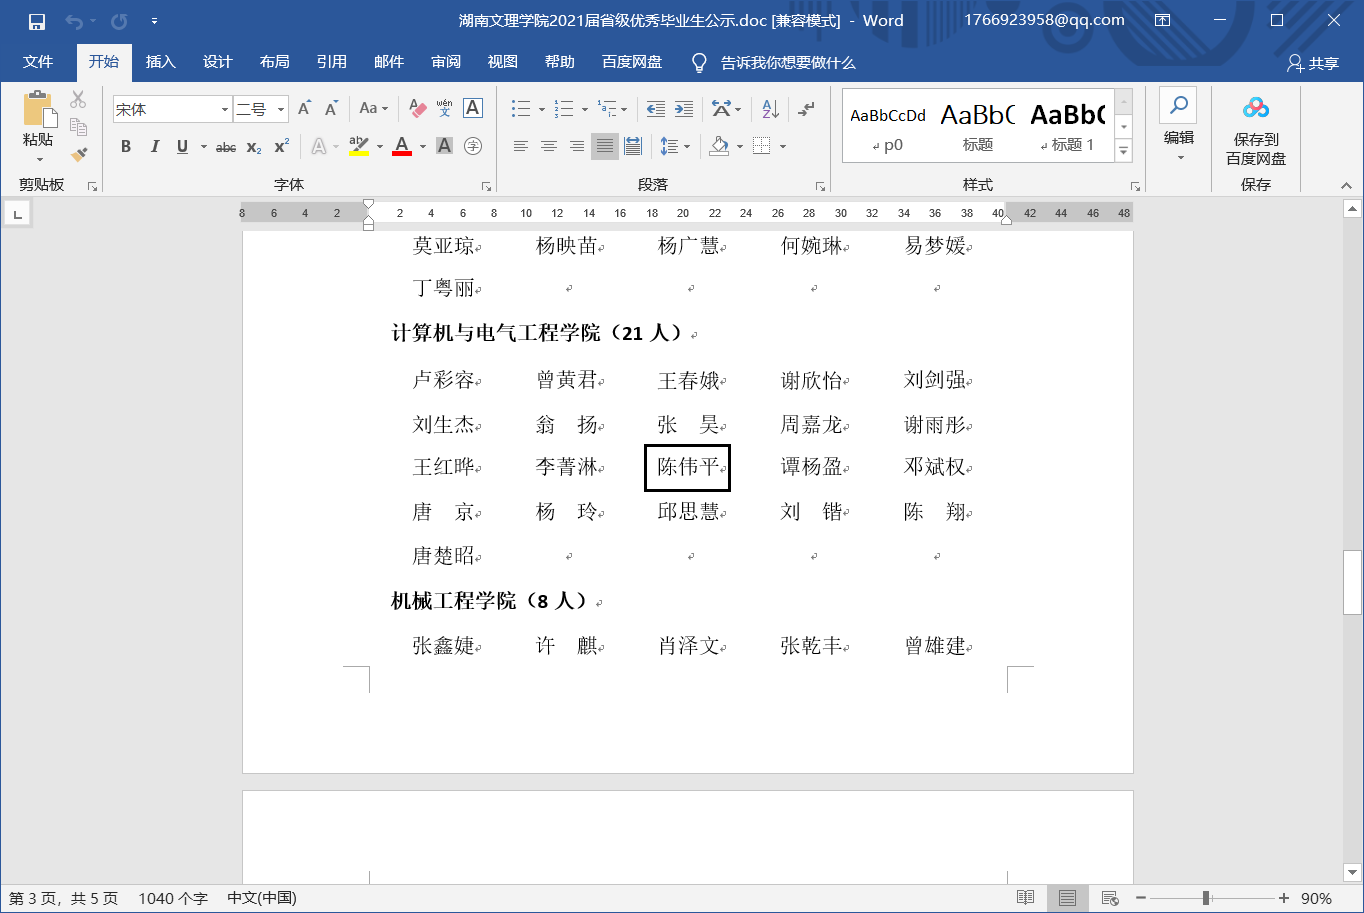 湖南文理学院2021届省级优秀毕业生公示.doc [兼容模式] - Word
1766923958@qq.com
文件 开始 插入 设计 布局 引用 邮件 审阅 视图 帮助 百度网盘 告诉我你想要做什么 共享
宋体 二号 A A Aa wén 文 A
AaBbCcDd AaBbC AaBbC
粘贴
p0 标题 标题 1
编辑
保存到
百度网盘
B I U abc x₂ x² A ab A A 字
剪贴板 字体 段落 样式 保存
8 6 4 2 2 4 6 8 10 12 14 16 18 20 22 24 26 28 30 32 34 36 38 40 42 44 46 48
莫亚琼 杨映苗 杨广慧 何婉琳 易梦媛
丁粤丽
计算机与电气工程学院（21 人）
卢彩容 曾黄君 王春娥 谢欣怡 刘剑强
刘生杰 翁 扬 张 昊 周嘉龙 谢雨彤
王红晔 李菁淋 陈伟平 谭杨盈 邓斌权
唐 京 杨 玲 邱思慧 刘 锴 陈 翔
唐楚昭
机械工程学院（8 人）
张鑫婕 许 麒 肖泽文 张乾丰 曾雄建
第 3 页，共 5 页 1040 个字 中文(中国) 90%